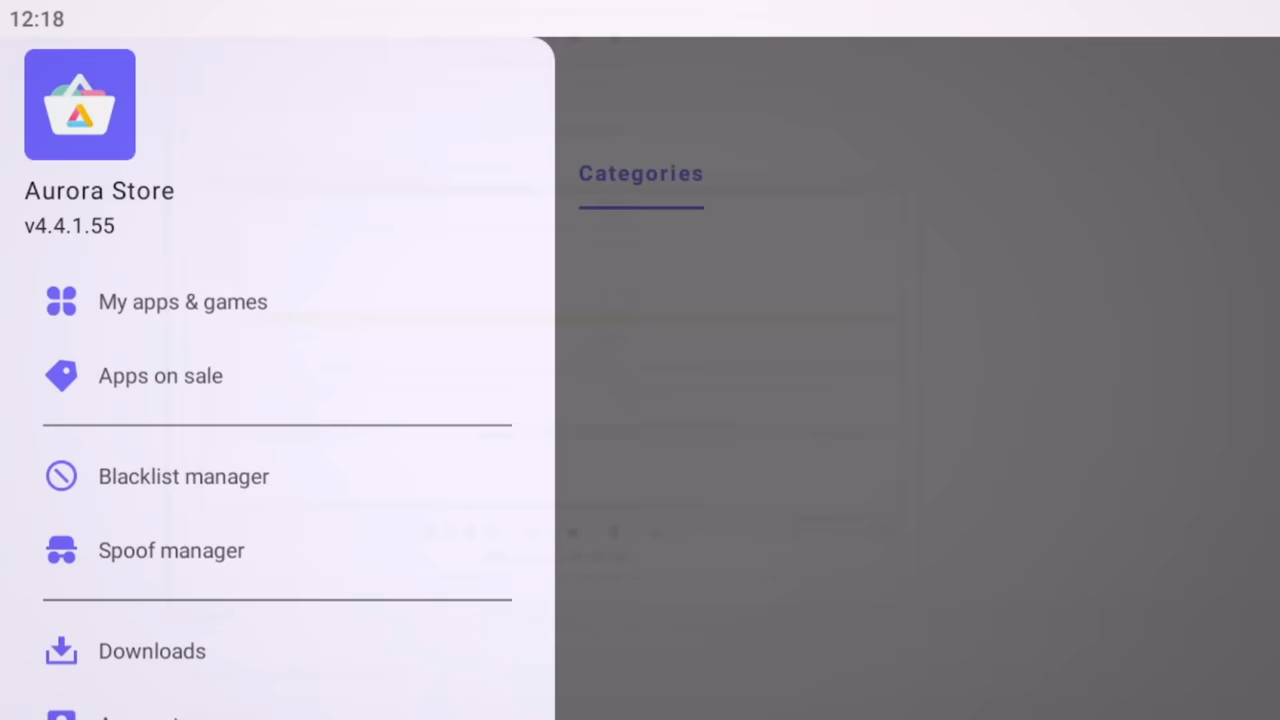 12:18
Aurora Store
v4.4.1.55
Categories
My apps & games
Apps on sale
Blacklist manager
Spoof manager
Downloads